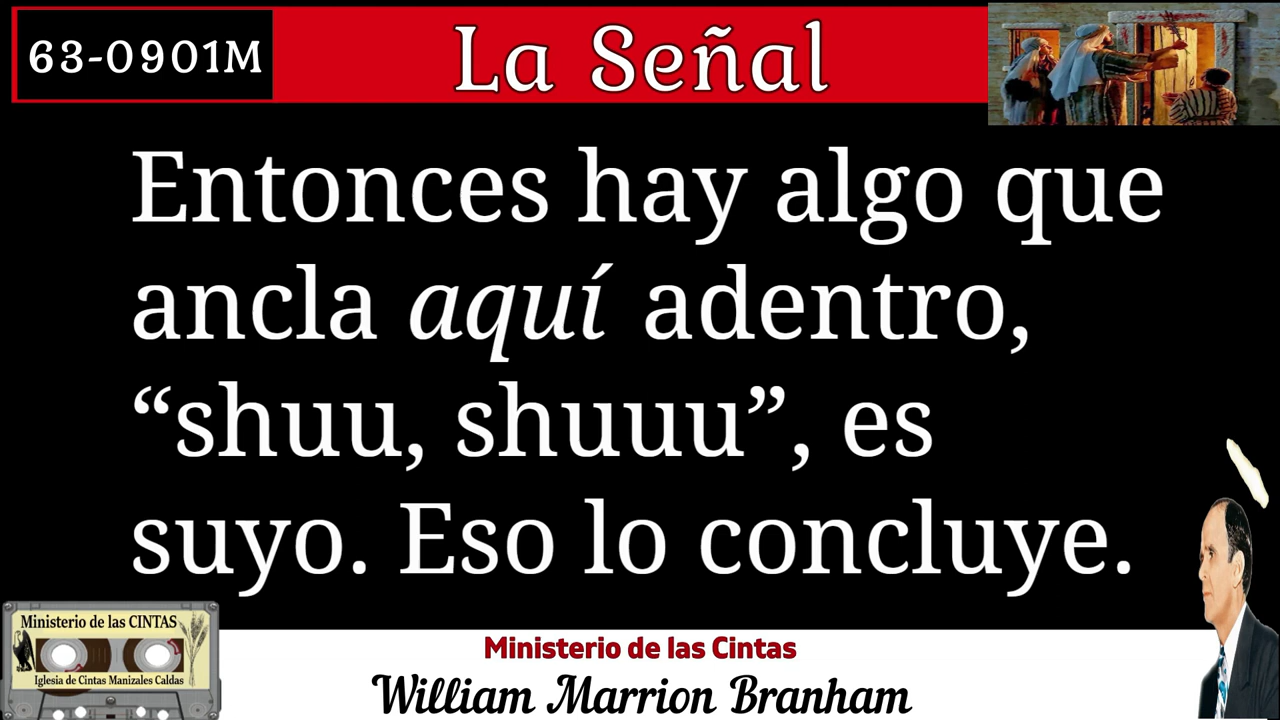 63-0901M
La Señal
Entonces hay algo que
ancla aquí adentro,
“shuu, shuuu”, es
suyo. Eso lo concluye.
Ministerio de las CINTAS
Iglesia de Cintas Manizales Caldas
Ministerio de las Cintas
William Marrion Branham